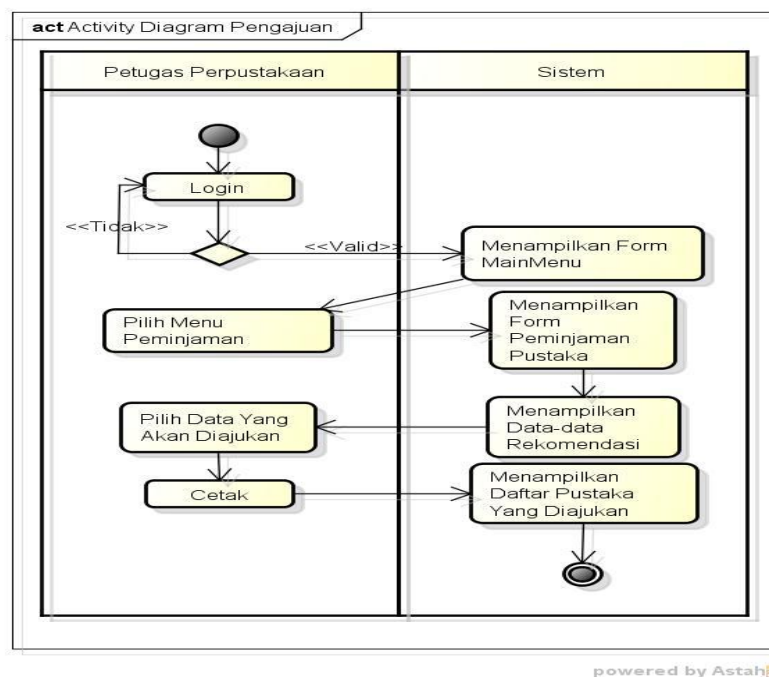 act Activity Diagram Pengajuan
Petugas Perpustakaan
Sistem
Login
<<Tidak>>
<<Valid>>
Menampilkan Form
MainMenu
Pilih Menu
Peminjaman
Menampilkan
Form
Peminjaman
Pustaka
Menampilkan
Data-data
Rekomendasi
Pilih Data Yang
Akan Diajukan
Cetak
Menampilkan
Daftar Pustaka
Yang Diajukan
powered by Astah